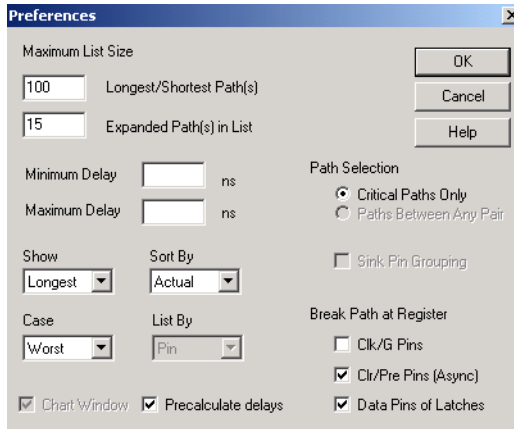 Preferences
Maximum List Size
OK
100 Longest/Shortest Path(s)
Cancel
15 Expanded Path(s) in List
Help
Minimum Delay ns
Path Selection
Critical Paths Only
Maximum Delay ns
Paths Between Any Pair
Show Sort By
Sink Pin Grouping
Longest Actual
Case List By
Break Path at Register
Worst Pin
Clk/G Pins
Clr/Pre Pins (Async)
Chart Window Precalculate delays
Data Pins of Latches